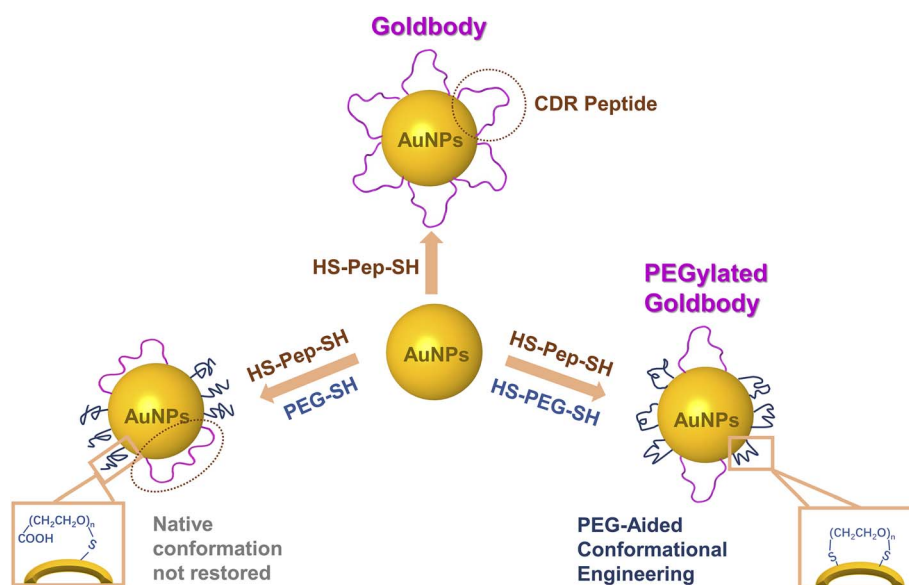 Goldbody
CDR Peptide
AuNPs
HS-Pep-SH
PEGylated
Goldbody
AuNPs
HS-Pep-SH
PEG-SH
HS-Pep-SH
HS-PEG-SH
AuNPs
AuNPs
(CH₂CH₂O)ₙ
COOH
S
Native
conformation
not restored
PEG-Aided
Conformational
Engineering
(CH₂CH₂O)ₙ
S S